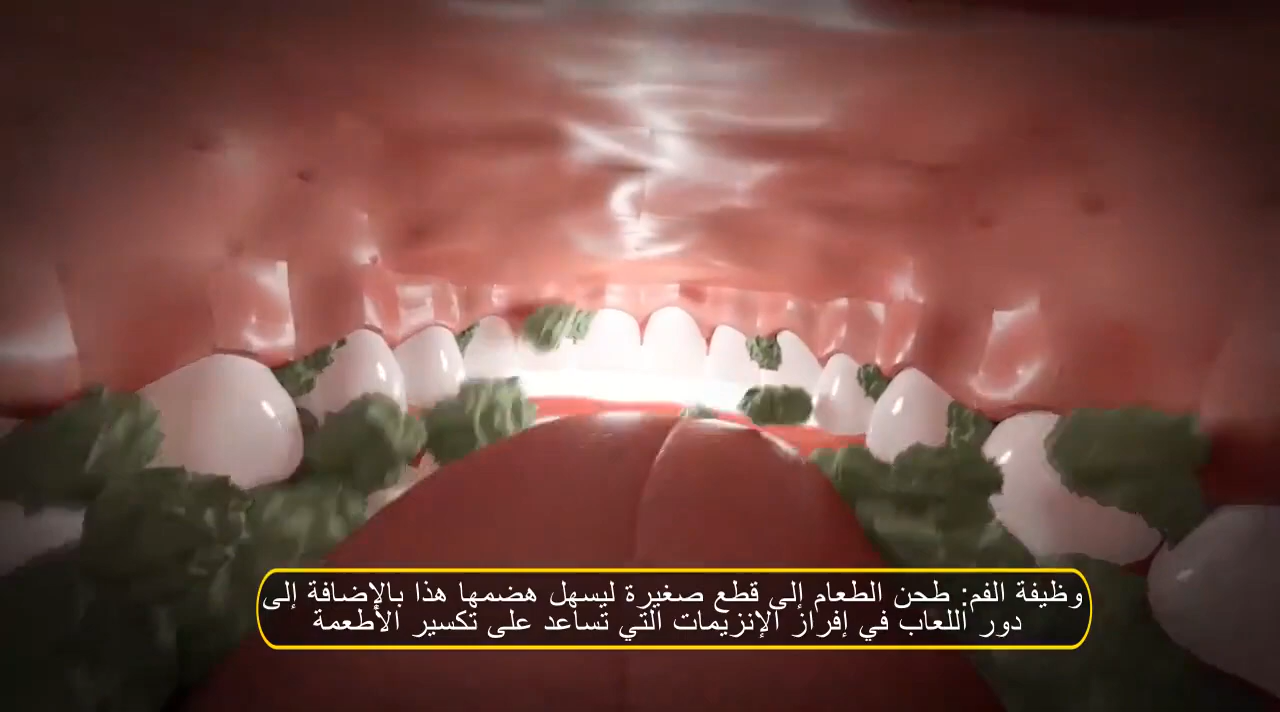 وظيفة الفم: طحن الطعام إلى قطع صغيرة ليسهل هضمها هذا بالإضافة إلى
دور اللعاب في إفراز الإنزيمات التي تساعد على تكسير الأطعمة